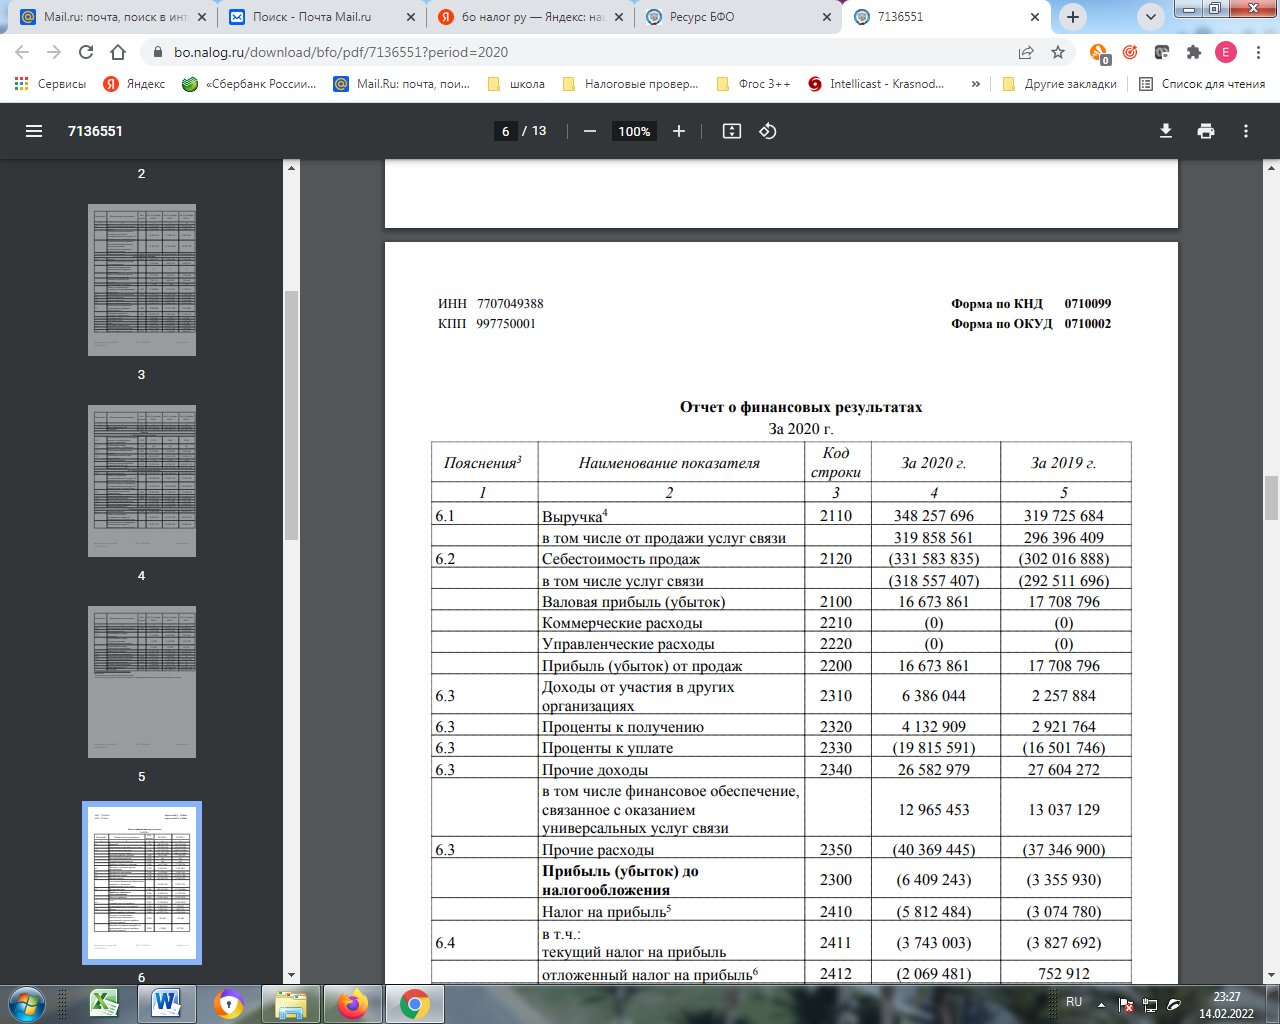 Mail.ru: почта, поиск в инт
Поиск - Почта Mail.ru
бо налог ру — Яндекс: наш
Ресурс БФО
7136551
bo.nalog.ru/download/bfo/pdf/7136551?period=2020
0
E
Сервисы
Яндекс
«Сбербанк России...
Mail.Ru: почта, пои...
школа
Налоговые провер...
Фгос 3++
Intellicast - Krasnod...
»
Другие закладки
Список для чтения
7136551
6 / 13
100%
2
3
4
5
6
ИНН 7707049388
Форма по КНД 0710099
КПП 997750001
Форма по ОКУД 0710002
Отчет о финансовых результатах
За 2020 г.
Пояснения³ Наименование показателя Код строки За 2020 г. За 2019 г.
1 2 3 4 5
6.1 Выручка⁴ 2110 348 257 696 319 725 684
в том числе от продажи услуг связи 319 858 561 296 396 409
6.2 Себестоимость продаж 2120 (331 583 835) (302 016 888)
в том числе услуг связи (318 557 407) (292 511 696)
Валовая прибыль (убыток) 2100 16 673 861 17 708 796
Коммерческие расходы 2210 (0) (0)
Управленческие расходы 2220 (0) (0)
Прибыль (убыток) от продаж 2200 16 673 861 17 708 796
6.3 Доходы от участия в других
организациях 2310 6 386 044 2 257 884
6.3 Проценты к получению 2320 4 132 909 2 921 764
6.3 Проценты к уплате 2330 (19 815 591) (16 501 746)
6.3 Прочие доходы 2340 26 582 979 27 604 272
в том числе финансовое обеспечение,
связанное с оказанием 12 965 453 13 037 129
универсальных услуг связи
6.3 Прочие расходы 2350 (40 369 445) (37 346 900)
Прибыль (убыток) до
налогообложения 2300 (6 409 243) (3 355 930)
Налог на прибыль⁵ 2410 (5 812 484) (3 074 780)
6.4 в т.ч.:
текущий налог на прибыль 2411 (3 743 003) (3 827 692)
отложенный налог на прибыль⁶ 2412 (2 069 481) 752 912
RU
23:27
14.02.2022